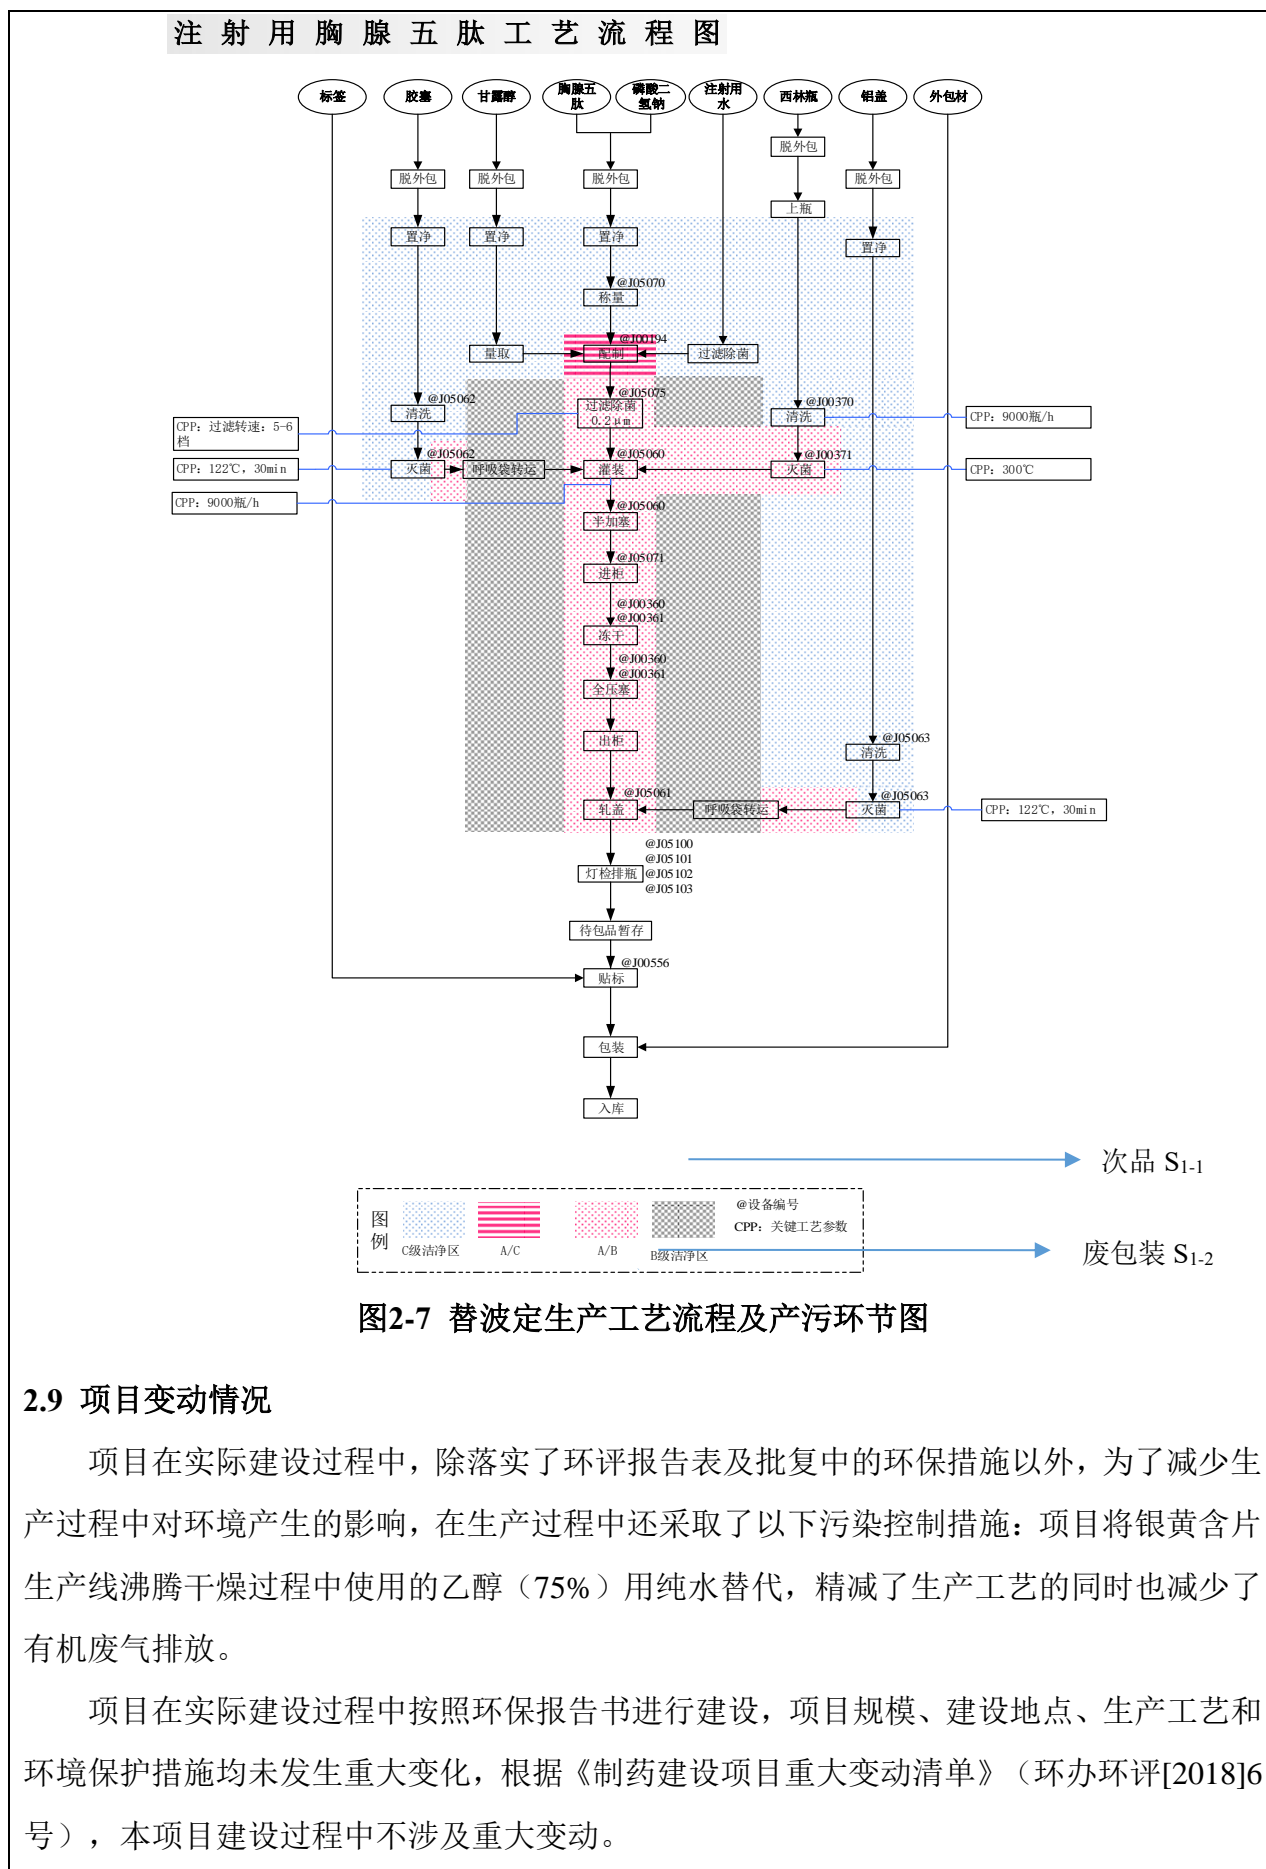 注射用胸腺五肽工艺流程图
标签 胶塞 甘露醇 胸腺五肽 磷酸二氢钠 注射用水 西林瓶 铝盖 外包材
脱外包
脱外包 脱外包 脱外包 脱外包
上瓶
置净 置净 置净 置净
@J05070
称量
@J00194
量取 配制 过滤除菌
@J05062 @J05075 @J00370
清洗 过滤除菌 0.2μm 清洗
CPP：过滤转速：5-6档
CPP：9000瓶/h
@J05062 @J05060 @J00371
CPP：122℃，30min 灭菌 呼吸袋转运 灌装 灭菌 CPP：300℃
CPP：9000瓶/h
@J05060
半加塞
@J05071
进柜
@J00360
@J00361
冻干
@J00360
@J00361
全压塞
出柜
@J05063
清洗
@J05061 @J05063
轧盖 呼吸袋转运 灭菌 CPP：122℃，30min
@J05100
@J05101
灯检排瓶 @J05102
@J05103
待包品暂存
@J00556
贴标
包装
入库
次品 S1-1
图例
@设备编号
CPP：关键工艺参数
C级洁净区 A/C A/B B级洁净区
废包装 S1-2
图2-7 替波定生产工艺流程及产污环节图
2.9 项目变动情况
项目在实际建设过程中，除落实了环评报告表及批复中的环保措施以外，为了减少生
产过程中对环境产生的影响，在生产过程中还采取了以下污染控制措施：项目将银黄含片
生产线沸腾干燥过程中使用的乙醇（75%）用纯水替代，精减了生产工艺的同时也减少了
有机废气排放。
项目在实际建设过程中按照环保报告书进行建设，项目规模、建设地点、生产工艺和
环境保护措施均未发生重大变化，根据《制药建设项目重大变动清单》（环办环评[2018]6
号），本项目建设过程中不涉及重大变动。